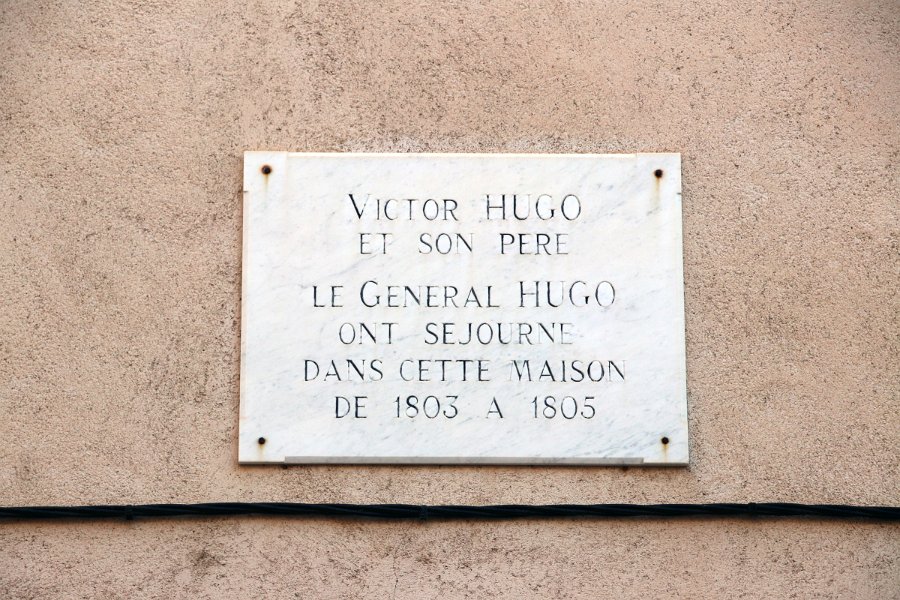 VICTOR HUGO
ET SON PERE
LE GENERAL HUGO
ONT SEJOURNE
DANS CETTE MAISON
DE 1803 A 1805